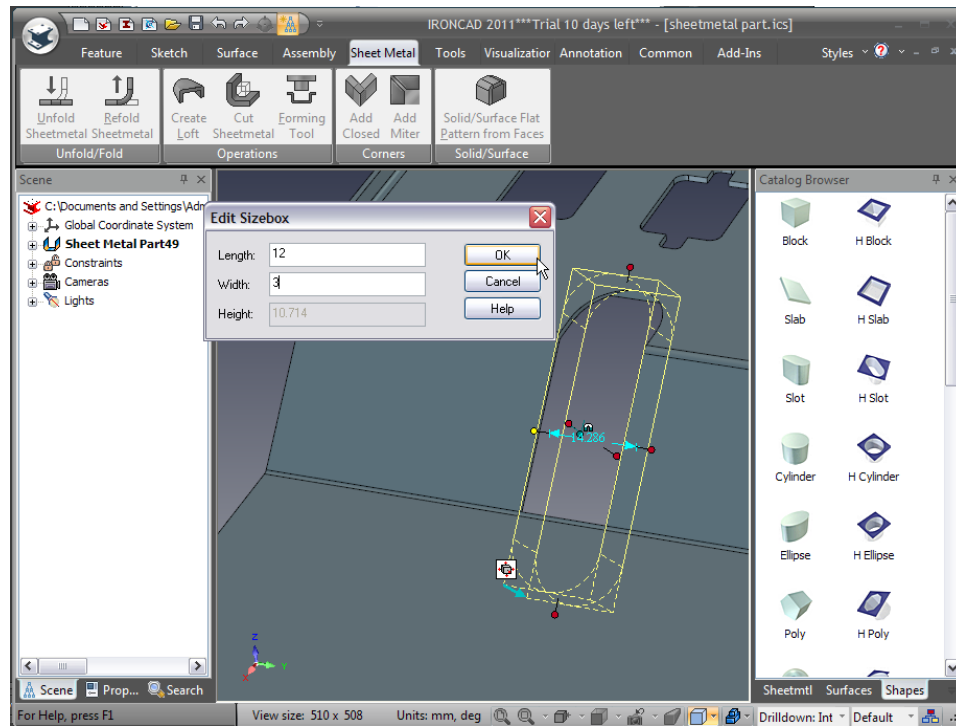 IRONCAD 2011***Trial 10 days left*** - [sheetmetal part.ics]
Feature Sketch Surface Assembly Sheet Metal Tools Visualization Annotation Common Add-Ins Styles
Unfold Sheetmetal
Refold Sheetmetal
Create Loft
Cut Sheetmetal
Forming Tool
Add Closed
Add Miter
Solid/Surface Flat Pattern from Faces
Unfold/Fold Operations Corners Solid/Surface
Scene
C:\Documents and Settings\Adm
Global Coordinate System
Sheet Metal Part49
Constraints
Cameras
Lights
Edit Sizebox
Length: 12
Width: 3
Height: 10.714
OK
Cancel
Help
14.286
Z
Y
X
Catalog Browser
Block H Block
Slab H Slab
Slot H Slot
Cylinder H Cylinder
Ellipse H Ellipse
Poly H Poly
Scene Prop... Search
Sheetmtl Surfaces Shapes
For Help, press F1 View size: 510 x 508 Units: mm, deg Drilldown: Int Default